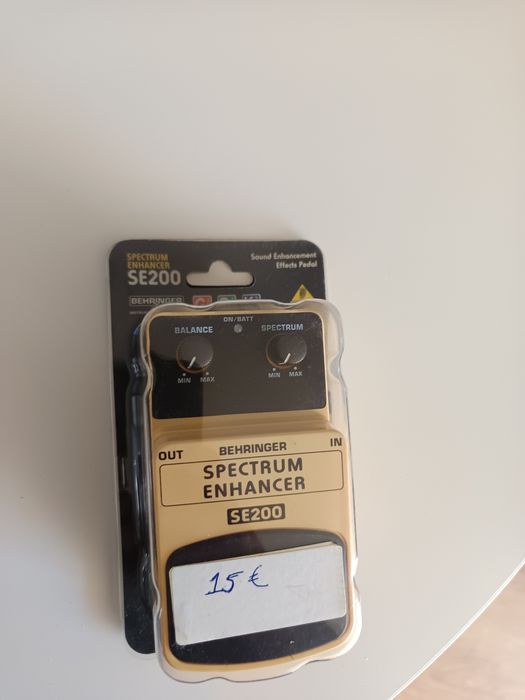 SPECTRUM
ENHANCER
SE200
Sound Enhancement
Effects Pedal
BEHRINGER
ON/BATT
BALANCE
SPECTRUM
MIN MAX
MIN MAX
OUT
BEHRINGER
IN
SPECTRUM
ENHANCER
SE200
15 €